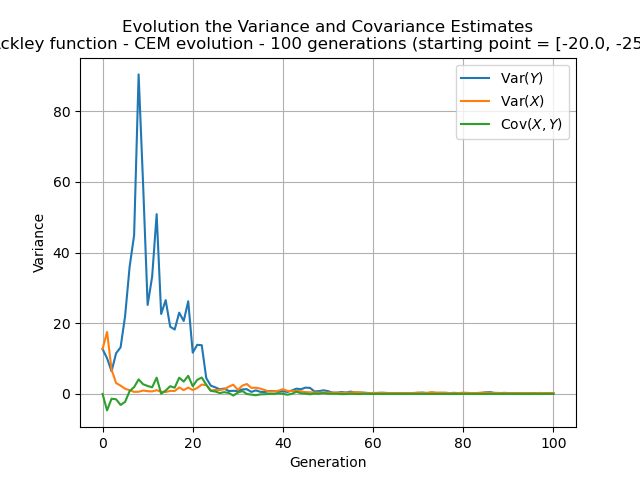 Evolution the Variance and Covariance Estimates
ckley function - CEM evolution - 100 generations (starting point = [-20.0, -25
Var(Y)
Var(X)
Cov(X, Y)
Variance
80
60
40
20
0
0 20 40 60 80 100
Generation